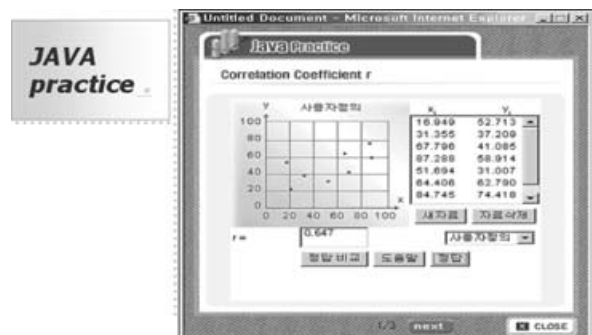 JAVA
practice
Untitled Document - Microsoft Internet Explorer
Java Practice
Correlation Coefficient r
Y 사용자정의
100
80
60
40
20
0
0 20 40 60 80 100 X
Xi Yi
16.949 52.713
31.355 37.209
67.796 41.085
87.288 58.914
51.694 31.007
64.406 62.790
84.745 74.418
새자료 자료삭제
r = 0.647 사용자정의
정답비교 도움말 정답
1/3 next CLOSE